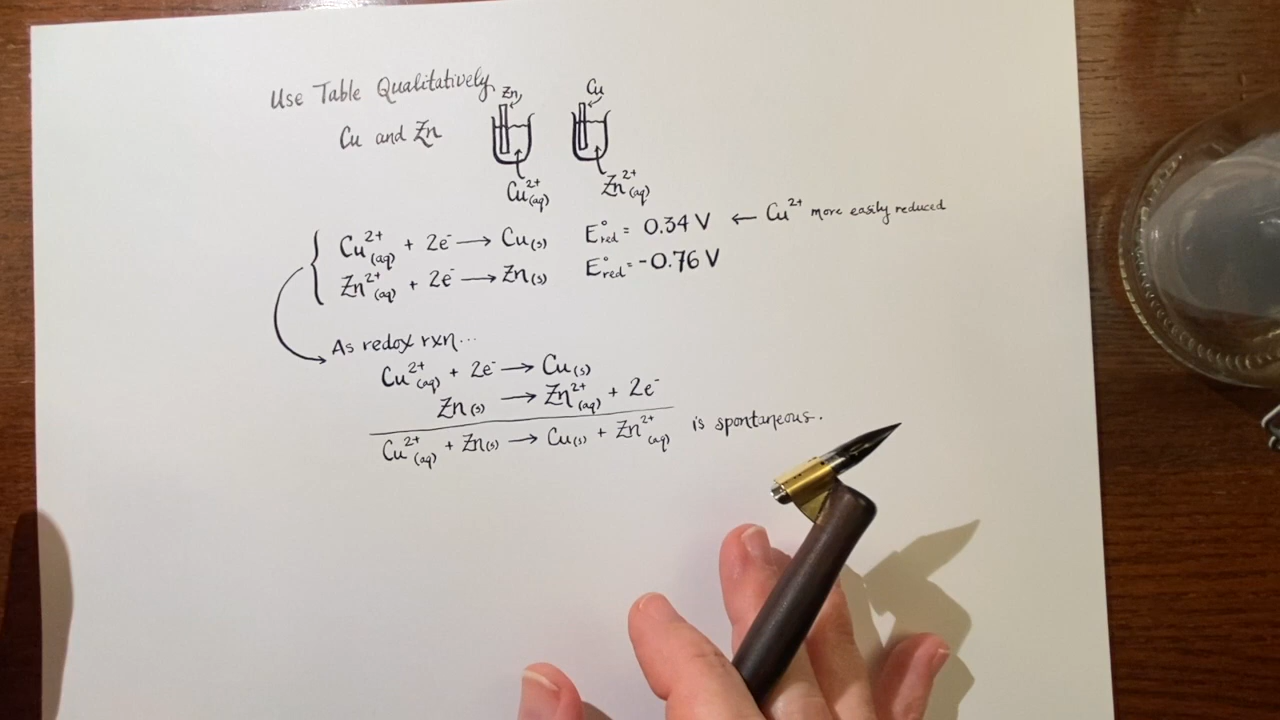 Use Table Qualitatively
Cu and Zn
Zn
Cu
Cu²⁺(aq)
Zn²⁺(aq)
Cu²⁺(aq) + 2e⁻ → Cu(s) E°red = 0.34 V ← Cu²⁺ more easily reduced
Zn²⁺(aq) + 2e⁻ → Zn(s) E°red = -0.76 V
As redox rxn...
Cu²⁺(aq) + 2e⁻ → Cu(s)
Zn(s) → Zn²⁺(aq) + 2e⁻
Cu²⁺(aq) + Zn(s) → Cu(s) + Zn²⁺(aq) is spontaneous.